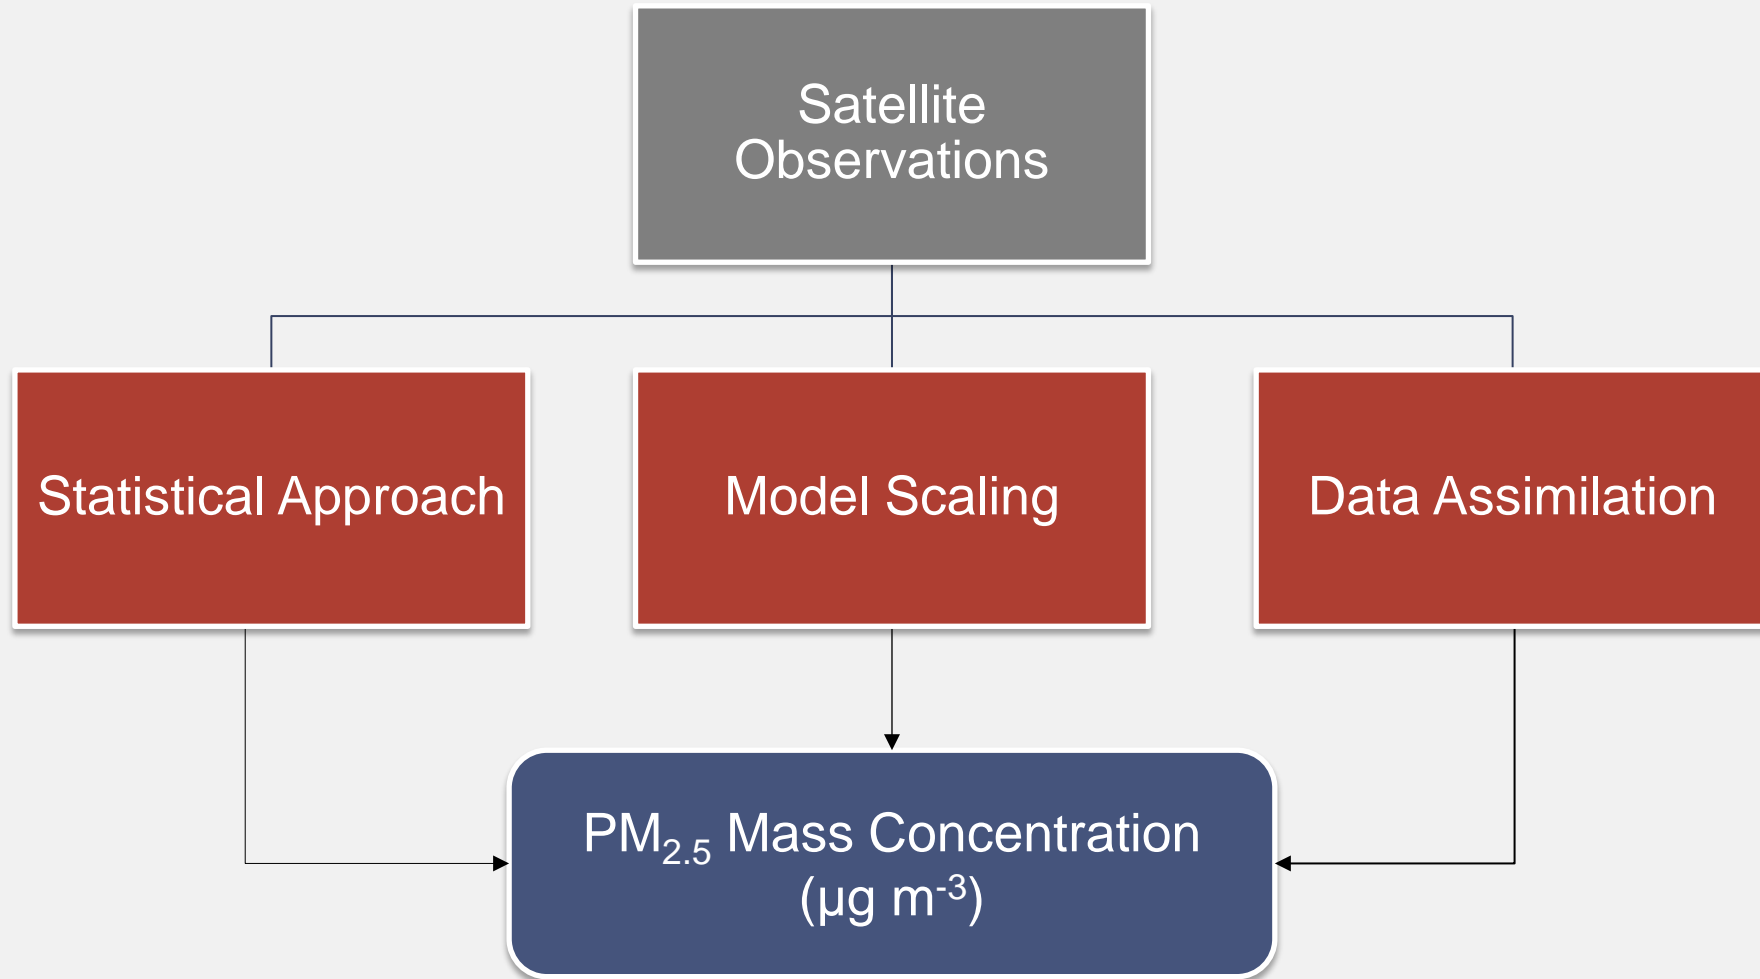 Satellite
Observations
Statistical Approach
Model Scaling
Data Assimilation
PM₂.₅ Mass Concentration
(µg m⁻³)